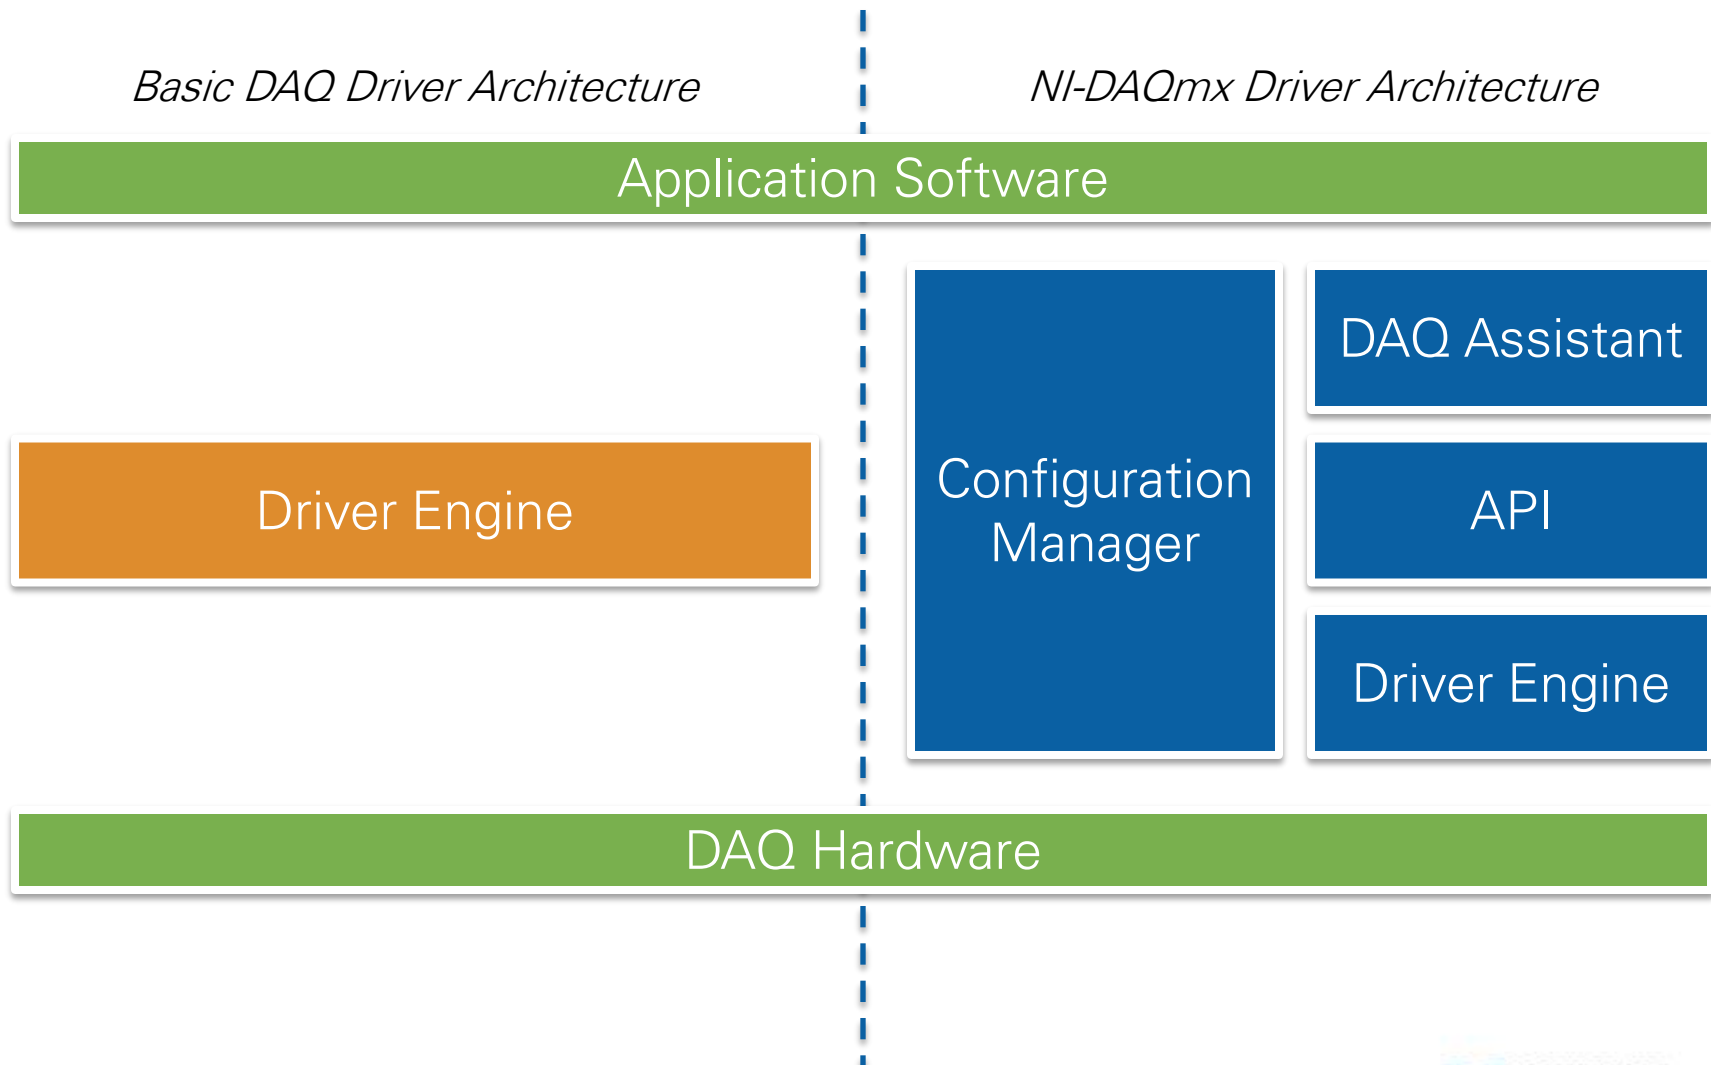 Basic DAQ Driver Architecture
NI-DAQmx Driver Architecture
Application Software
Driver Engine
Configuration
Manager
DAQ Assistant
API
Driver Engine
DAQ Hardware